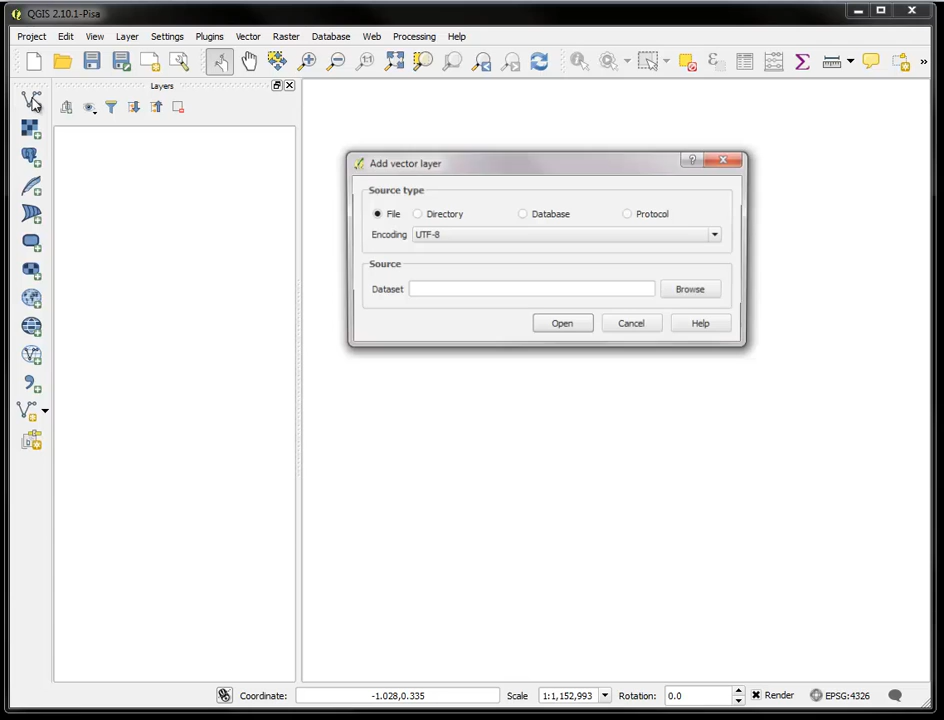 QGIS 2.10.1-Pisa
Project Edit View Layer Settings Plugins Vector Raster Database Web Processing Help
Layers
Add vector layer
Source type
File Directory Database Protocol
Encoding UTF-8
Source
Dataset Browse
Open Cancel Help
Coordinate: -1.028,0.335 Scale 1:1,152,993 Rotation: 0.0 Render EPSG:4326